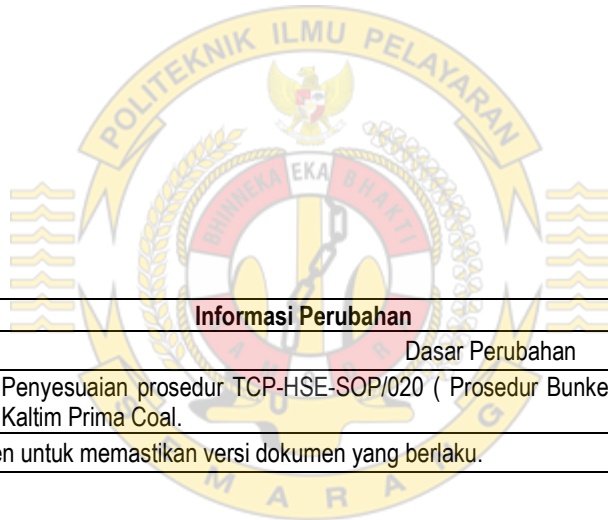 POLITEKNIK ILMU PELAYARAN
BHINNEKA EKA BHAKTI
Informasi Perubahan
Dasar Perubahan
Penyesuaian prosedur TCP-HSE-SOP/020 ( Prosedur Bunke
Kaltim Prima Coal.
en untuk memastikan versi dokumen yang berlaku.
SEMARANG